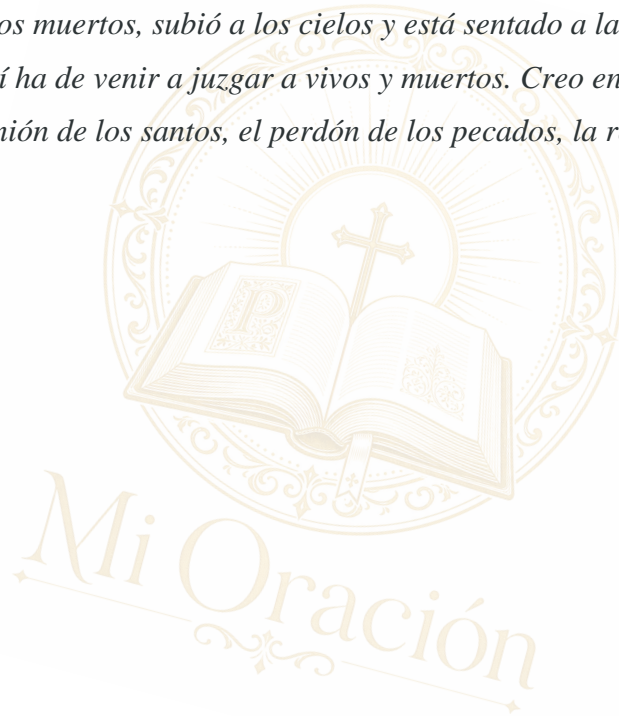 os muertos, subió a los cielos y está sentado a la
í ha de venir a juzgar a vivos y muertos. Creo en
nión de los santos, el perdón de los pecados, la r
P
Mi Oración